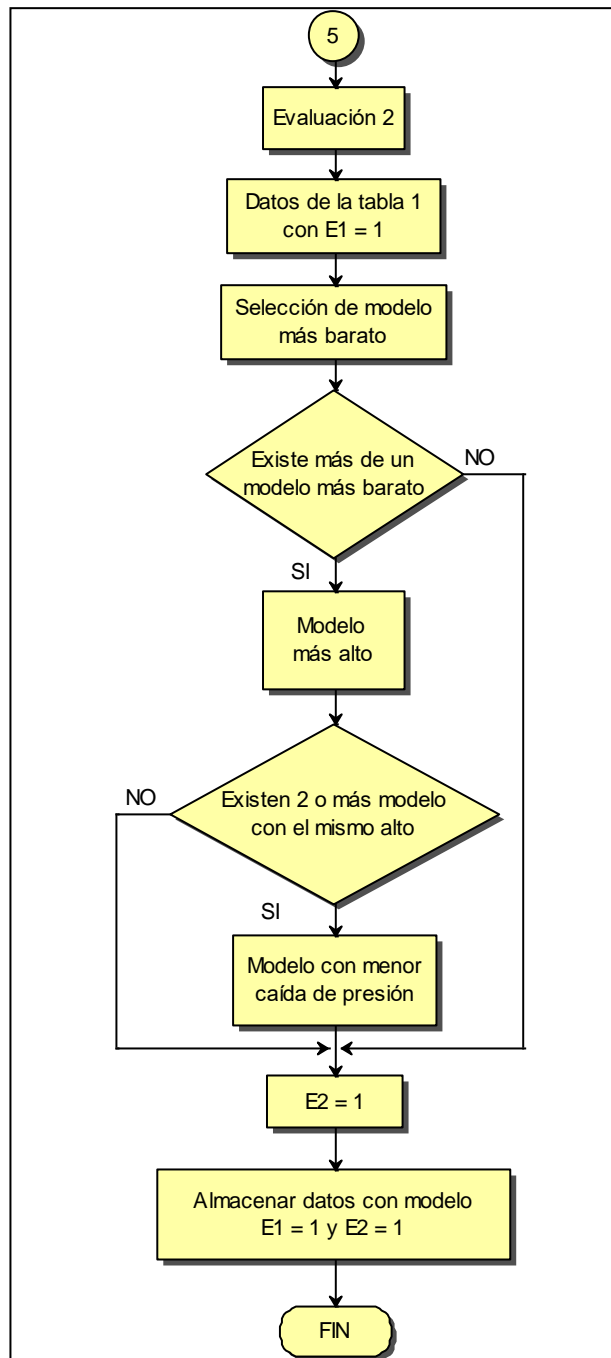 5
Evaluación 2
Datos de la tabla 1
con E1 = 1
Selección de modelo
más barato
Existe más de un
modelo más barato
NO
SI
Modelo
más alto
NO
Existen 2 o más modelo
con el mismo alto
SI
Modelo con menor
caída de presión
E2 = 1
Almacenar datos con modelo
E1 = 1 y E2 = 1
FIN